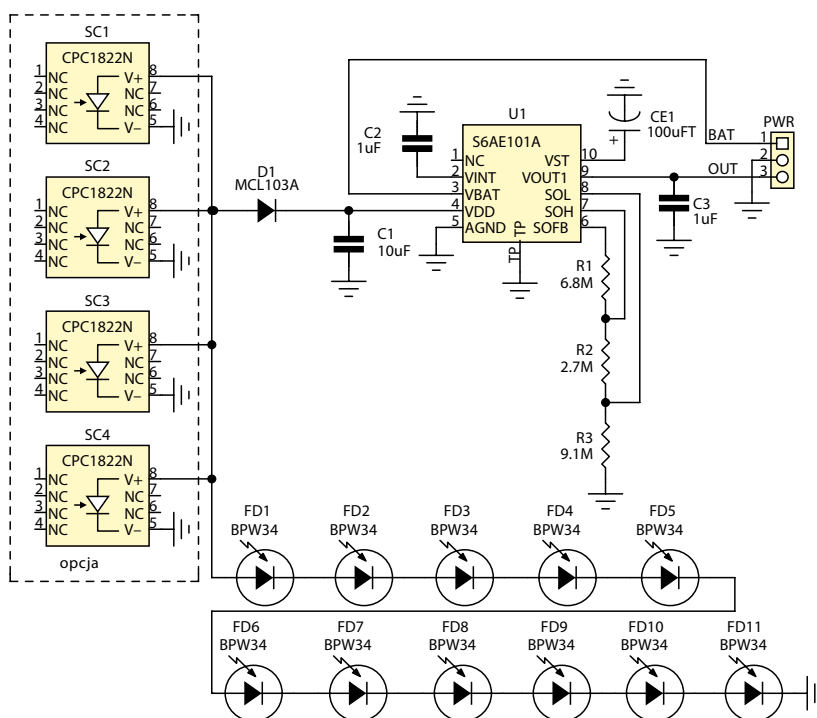 SC1
CPC1822N
1 NC V+ 8
2 NC NC 7
3 NC NC 6
4 NC V– 5
SC2
CPC1822N
1 NC V+ 8
2 NC NC 7
3 NC NC 6
4 NC V– 5
SC3
CPC1822N
1 NC V+ 8
2 NC NC 7
3 NC NC 6
4 NC V– 5
SC4
CPC1822N
1 NC V+ 8
2 NC NC 7
3 NC NC 6
4 NC V– 5
opcja
D1
MCL103A
C1
10uF
C2
1uF
U1
S6AE101A
1 NC VST 10
2 VINT VOUT1 9
3 VBAT SOL 8
4 VDD SOH 7
5 AGND SOFB 6
TP
TP
+
CE1
100uFT
BAT
OUT
PWR
1
2
3
C3
1uF
R1
6.8M
R2
2.7M
R3
9.1M
FD1
BPW34
FD2
BPW34
FD3
BPW34
FD4
BPW34
FD5
BPW34
FD6
BPW34
FD7
BPW34
FD8
BPW34
FD9
BPW34
FD10
BPW34
FD11
BPW34